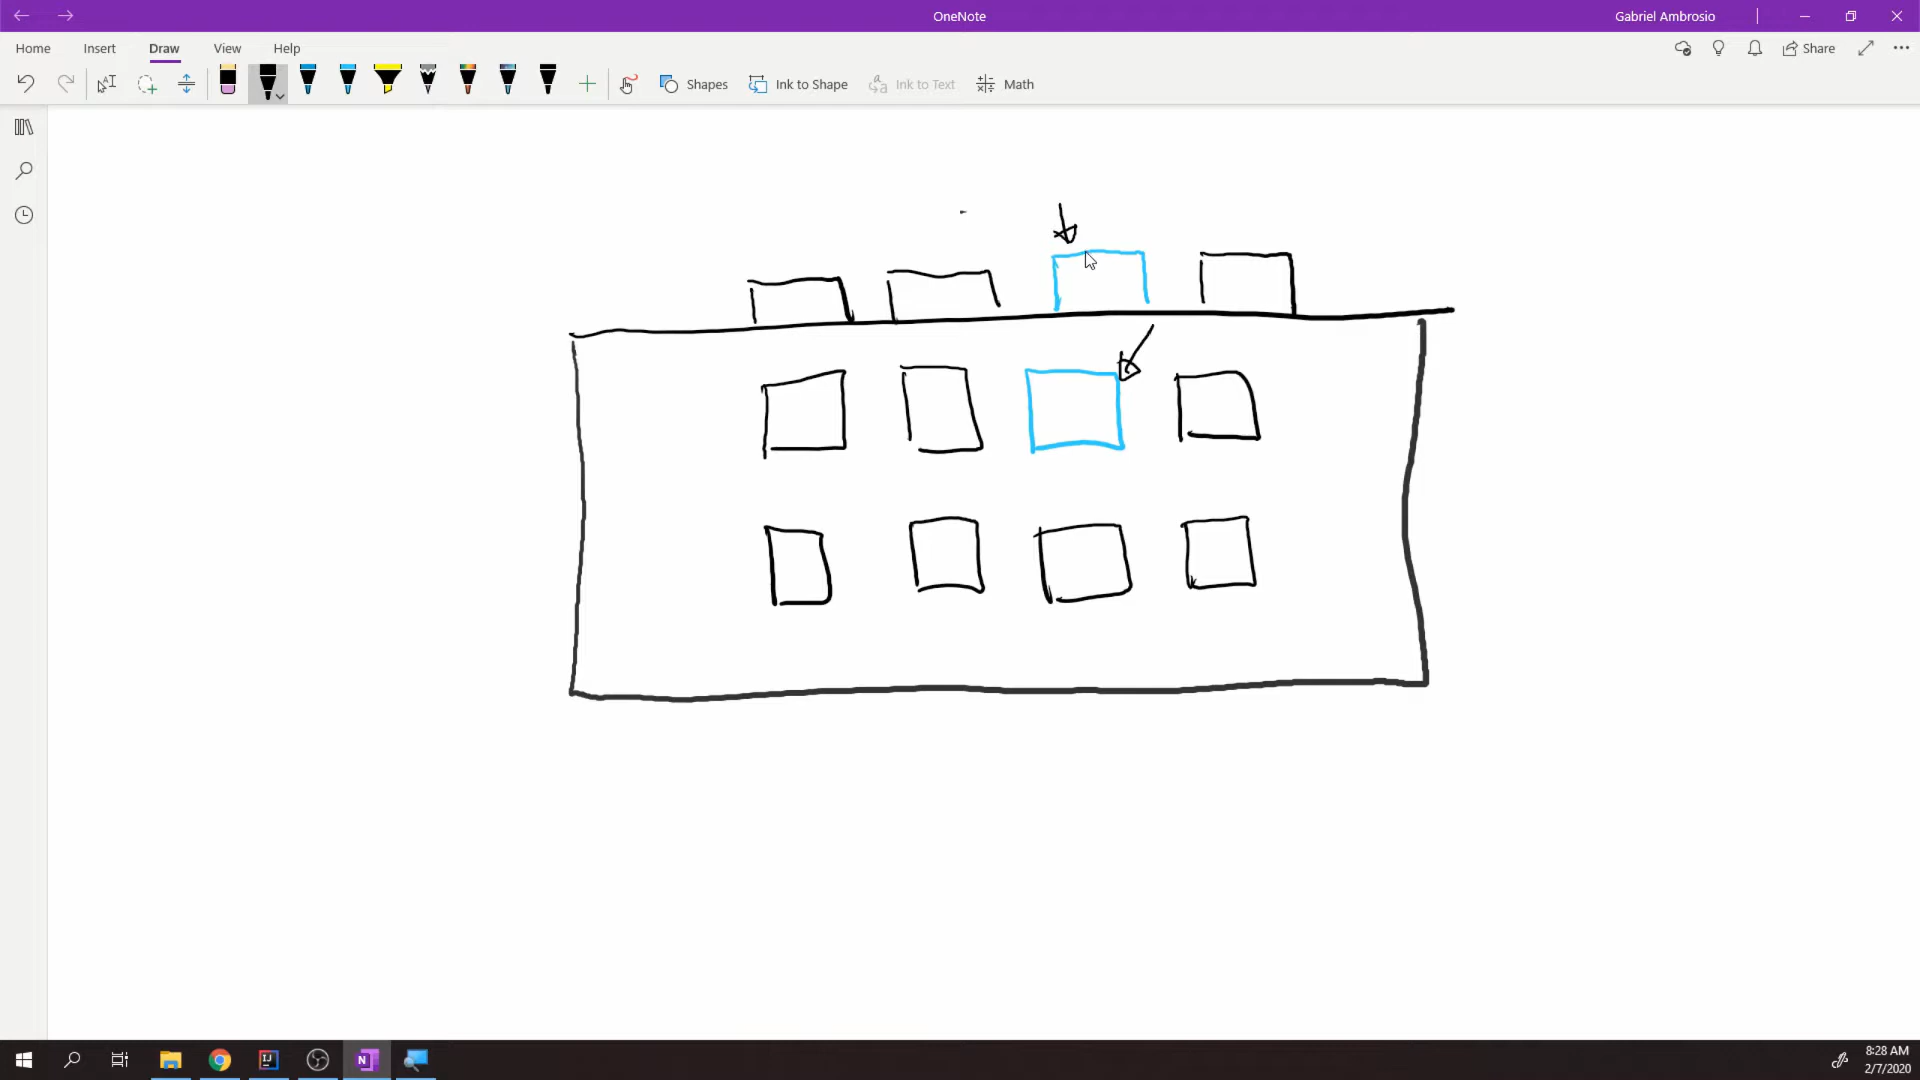 OneNote
Gabriel Ambrosio
Home Insert Draw View Help
Share
Shapes Ink to Shape Ink to Text Math
8:28 AM
2/7/2020